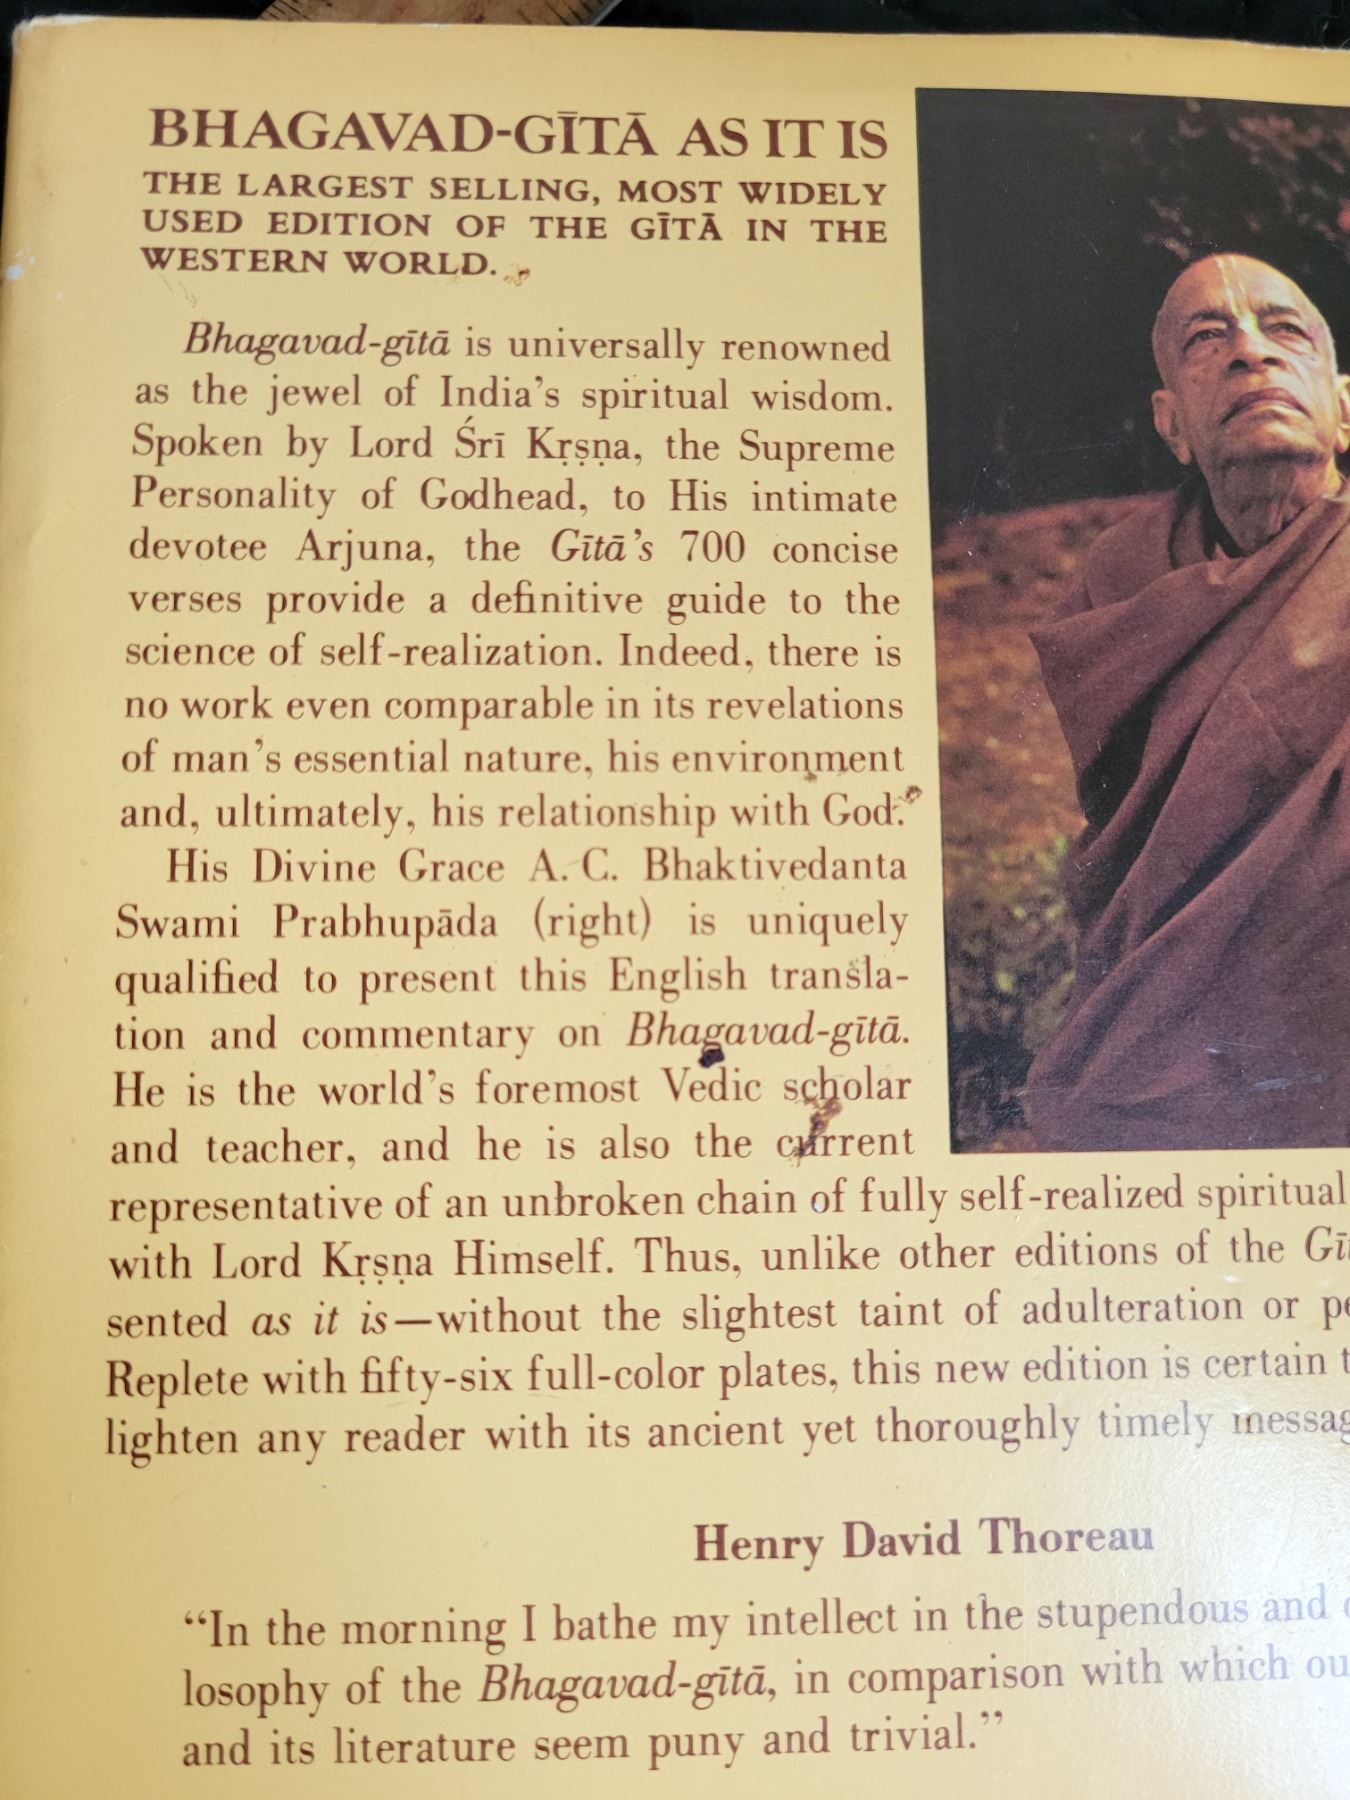 BHAGAVAD-GĪTĀ AS IT IS
THE LARGEST SELLING, MOST WIDELY
USED EDITION OF THE GĪTĀ IN THE
WESTERN WORLD.
Bhagavad-gītā is universally renowned
as the jewel of India's spiritual wisdom.
Spoken by Lord Śrī Kṛṣṇa, the Supreme
Personality of Godhead, to His intimate
devotee Arjuna, the Gītā's 700 concise
verses provide a definitive guide to the
science of self-realization. Indeed, there is
no work even comparable in its revelations
of man's essential nature, his environment
and, ultimately, his relationship with God.
His Divine Grace A. C. Bhaktivedanta
Swami Prabhupāda (right) is uniquely
qualified to present this English transla-
tion and commentary on Bhagavad-gītā.
He is the world's foremost Vedic scholar
and teacher, and he is also the current
representative of an unbroken chain of fully self-realized spiritual
with Lord Kṛṣṇa Himself. Thus, unlike other editions of the
sented as it is—without the slightest taint of adulteration or
Replete with fifty-six full-color plates, this new edition is certain
lighten any reader with its ancient yet thoroughly timely
Henry David Thoreau
“In the morning I bathe my intellect in the stupendous and
losophy of the Bhagavad-gītā, in comparison with which
and its literature seem puny and trivial.”